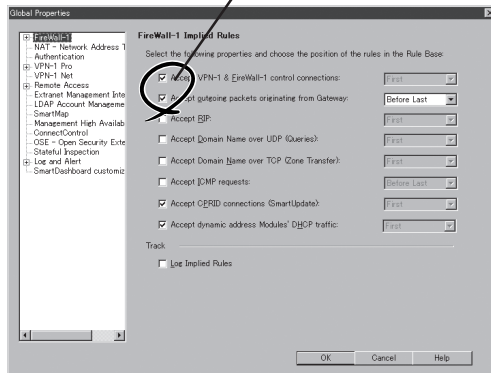 Global Properties
FireWall-1
NAT - Network Address T
Authentication
VPN-1 Pro
VPN-1 Net
Remote Access
Extranet Management Inte
LDAP Account Manageme
SmartMap
Management High Availab
ConnectControl
OSE - Open Security Exte
Stateful Inspection
Log and Alert
SmartDashboard customiz
FireWall-1 Implied Rules
Select the following properties and choose the position of the rules in the Rule Base:
Accept VPN-1 & FireWall-1 control connections: First
Accept outgoing packets originating from Gateway: Before Last
Accept RIP: First
Accept Domain Name over UDP (Queries): First
Accept Domain Name over TCP (Zone Transfer): First
Accept ICMP requests: Before Last
Accept CPRID connections (SmartUpdate): First
Accept dynamic address Modules' DHCP traffic: First
Track
Log Implied Rules
OK Cancel Help